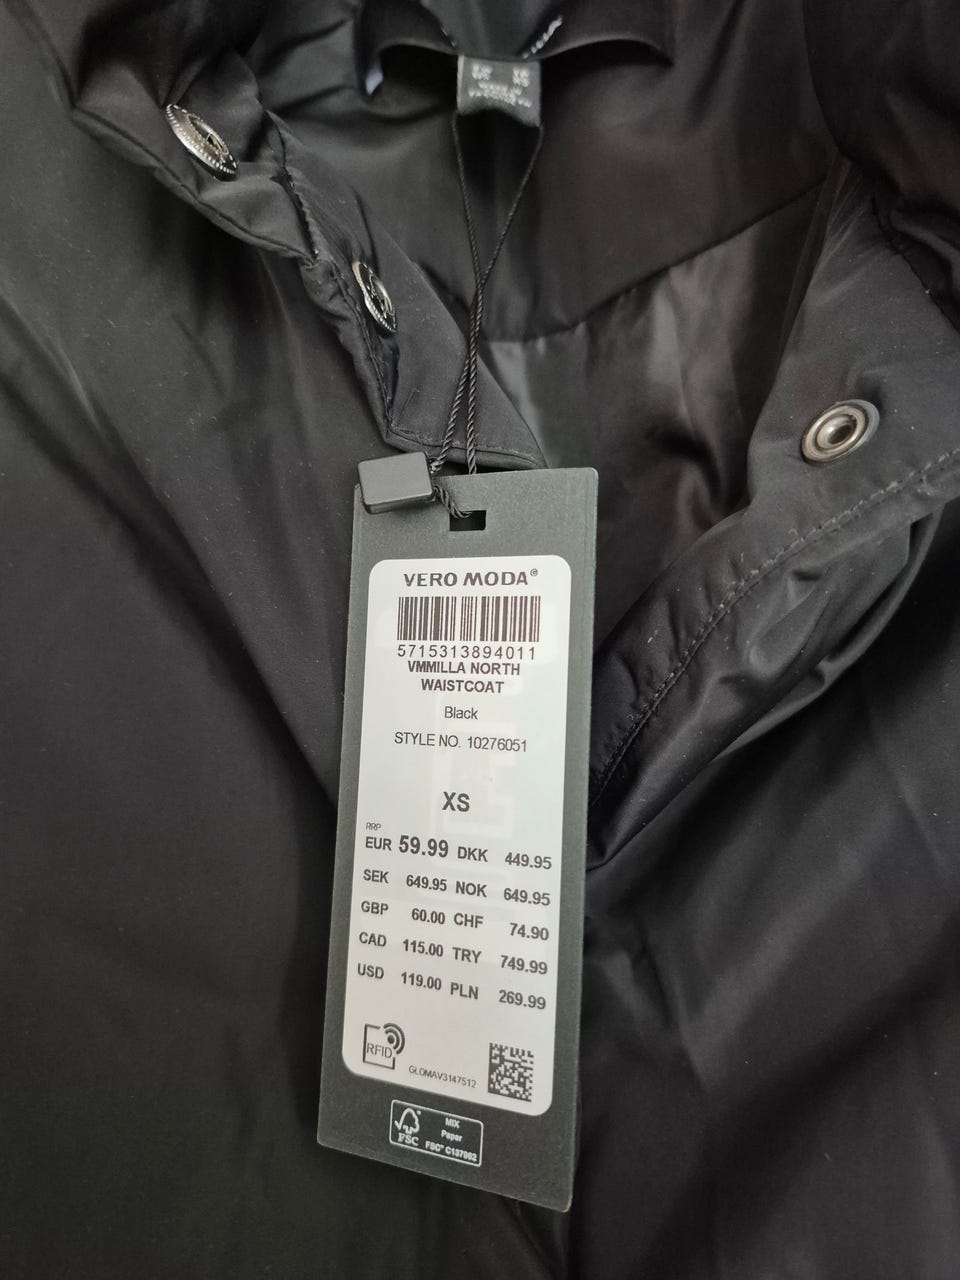 VERO MODA®
5715313894011
VMMILLA NORTH
WAISTCOAT
Black
STYLE NO. 10276051
XS
RRP
EUR 59.99 DKK 449.95
SEK 649.95 NOK 649.95
GBP 60.00 CHF 74.90
CAD 115.00 TRY 749.99
USD 119.00 PLN 269.99
RFID
GLOMAV3147512
FSC
MIX
Paper
FSC® C137082